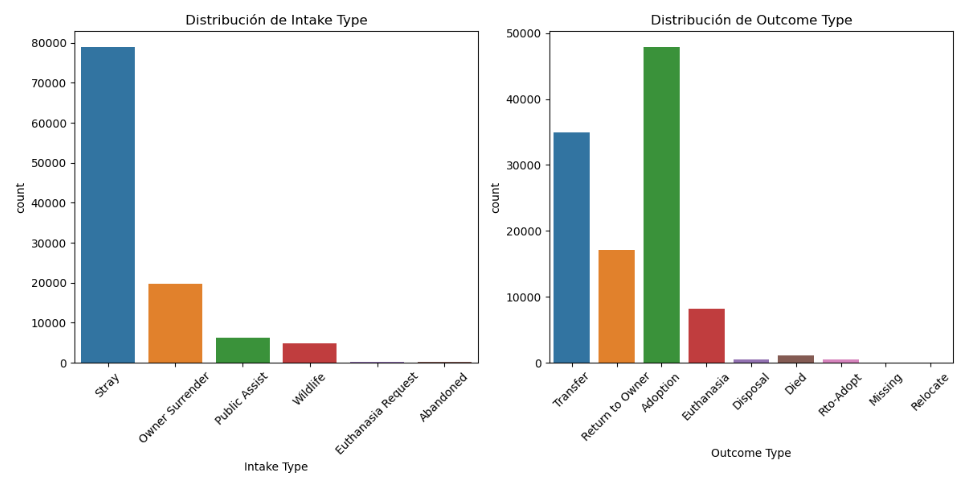 Distribución de Intake Type
80000
70000
60000
50000
40000
30000
20000
10000
0
count
Stray
Owner Surrender
Public Assist
Wildlife
Euthanasia Request
Abandoned
Intake Type
Distribución de Outcome Type
50000
40000
30000
20000
10000
0
count
Transfer
Return to Owner
Adoption
Euthanasia
Disposal
Died
Rto-Adopt
Missing
Relocate
Outcome Type